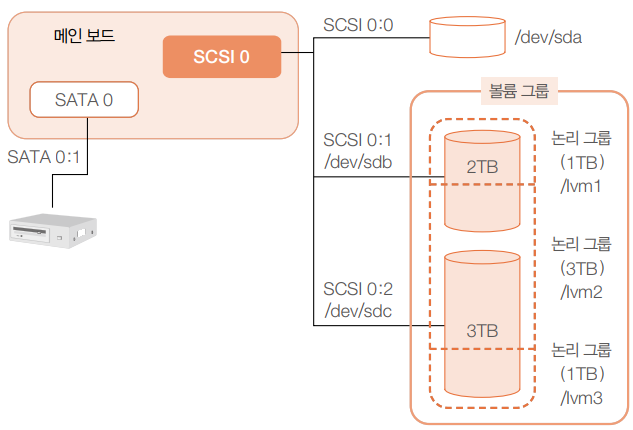 메인 보드
SCSI 0
SATA 0
SATA 0:1
SCSI 0:0
/dev/sda
볼륨 그룹
SCSI 0:1
/dev/sdb
2TB
논리 그룹
(1TB)
/lvm1
논리 그룹
(3TB)
/lvm2
SCSI 0:2
/dev/sdc
3TB
논리 그룹
(1TB)
/lvm3